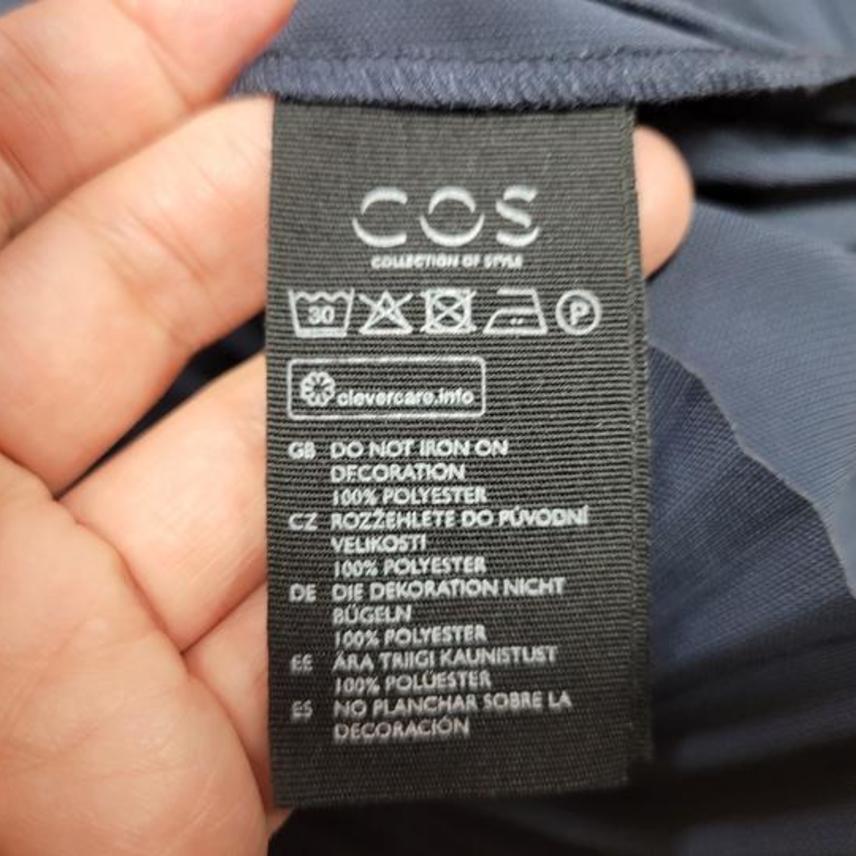 COS
COLLECTION OF STYLE
30 P
clevercare.info
GB DO NOT IRON ON
DECORATION
100% POLYESTER
CZ ROZŽEHLETE DO PŮVODNÍ
VELIKOSTI
100% POLYESTER
DE DIE DEKORATION NICHT
BÜGELN
100% POLYESTER
EE ÄRA TRIIGI KAUNISTUST
100% POLÜESTER
ES NO PLANCHAR SOBRE LA
DECORACIÓN